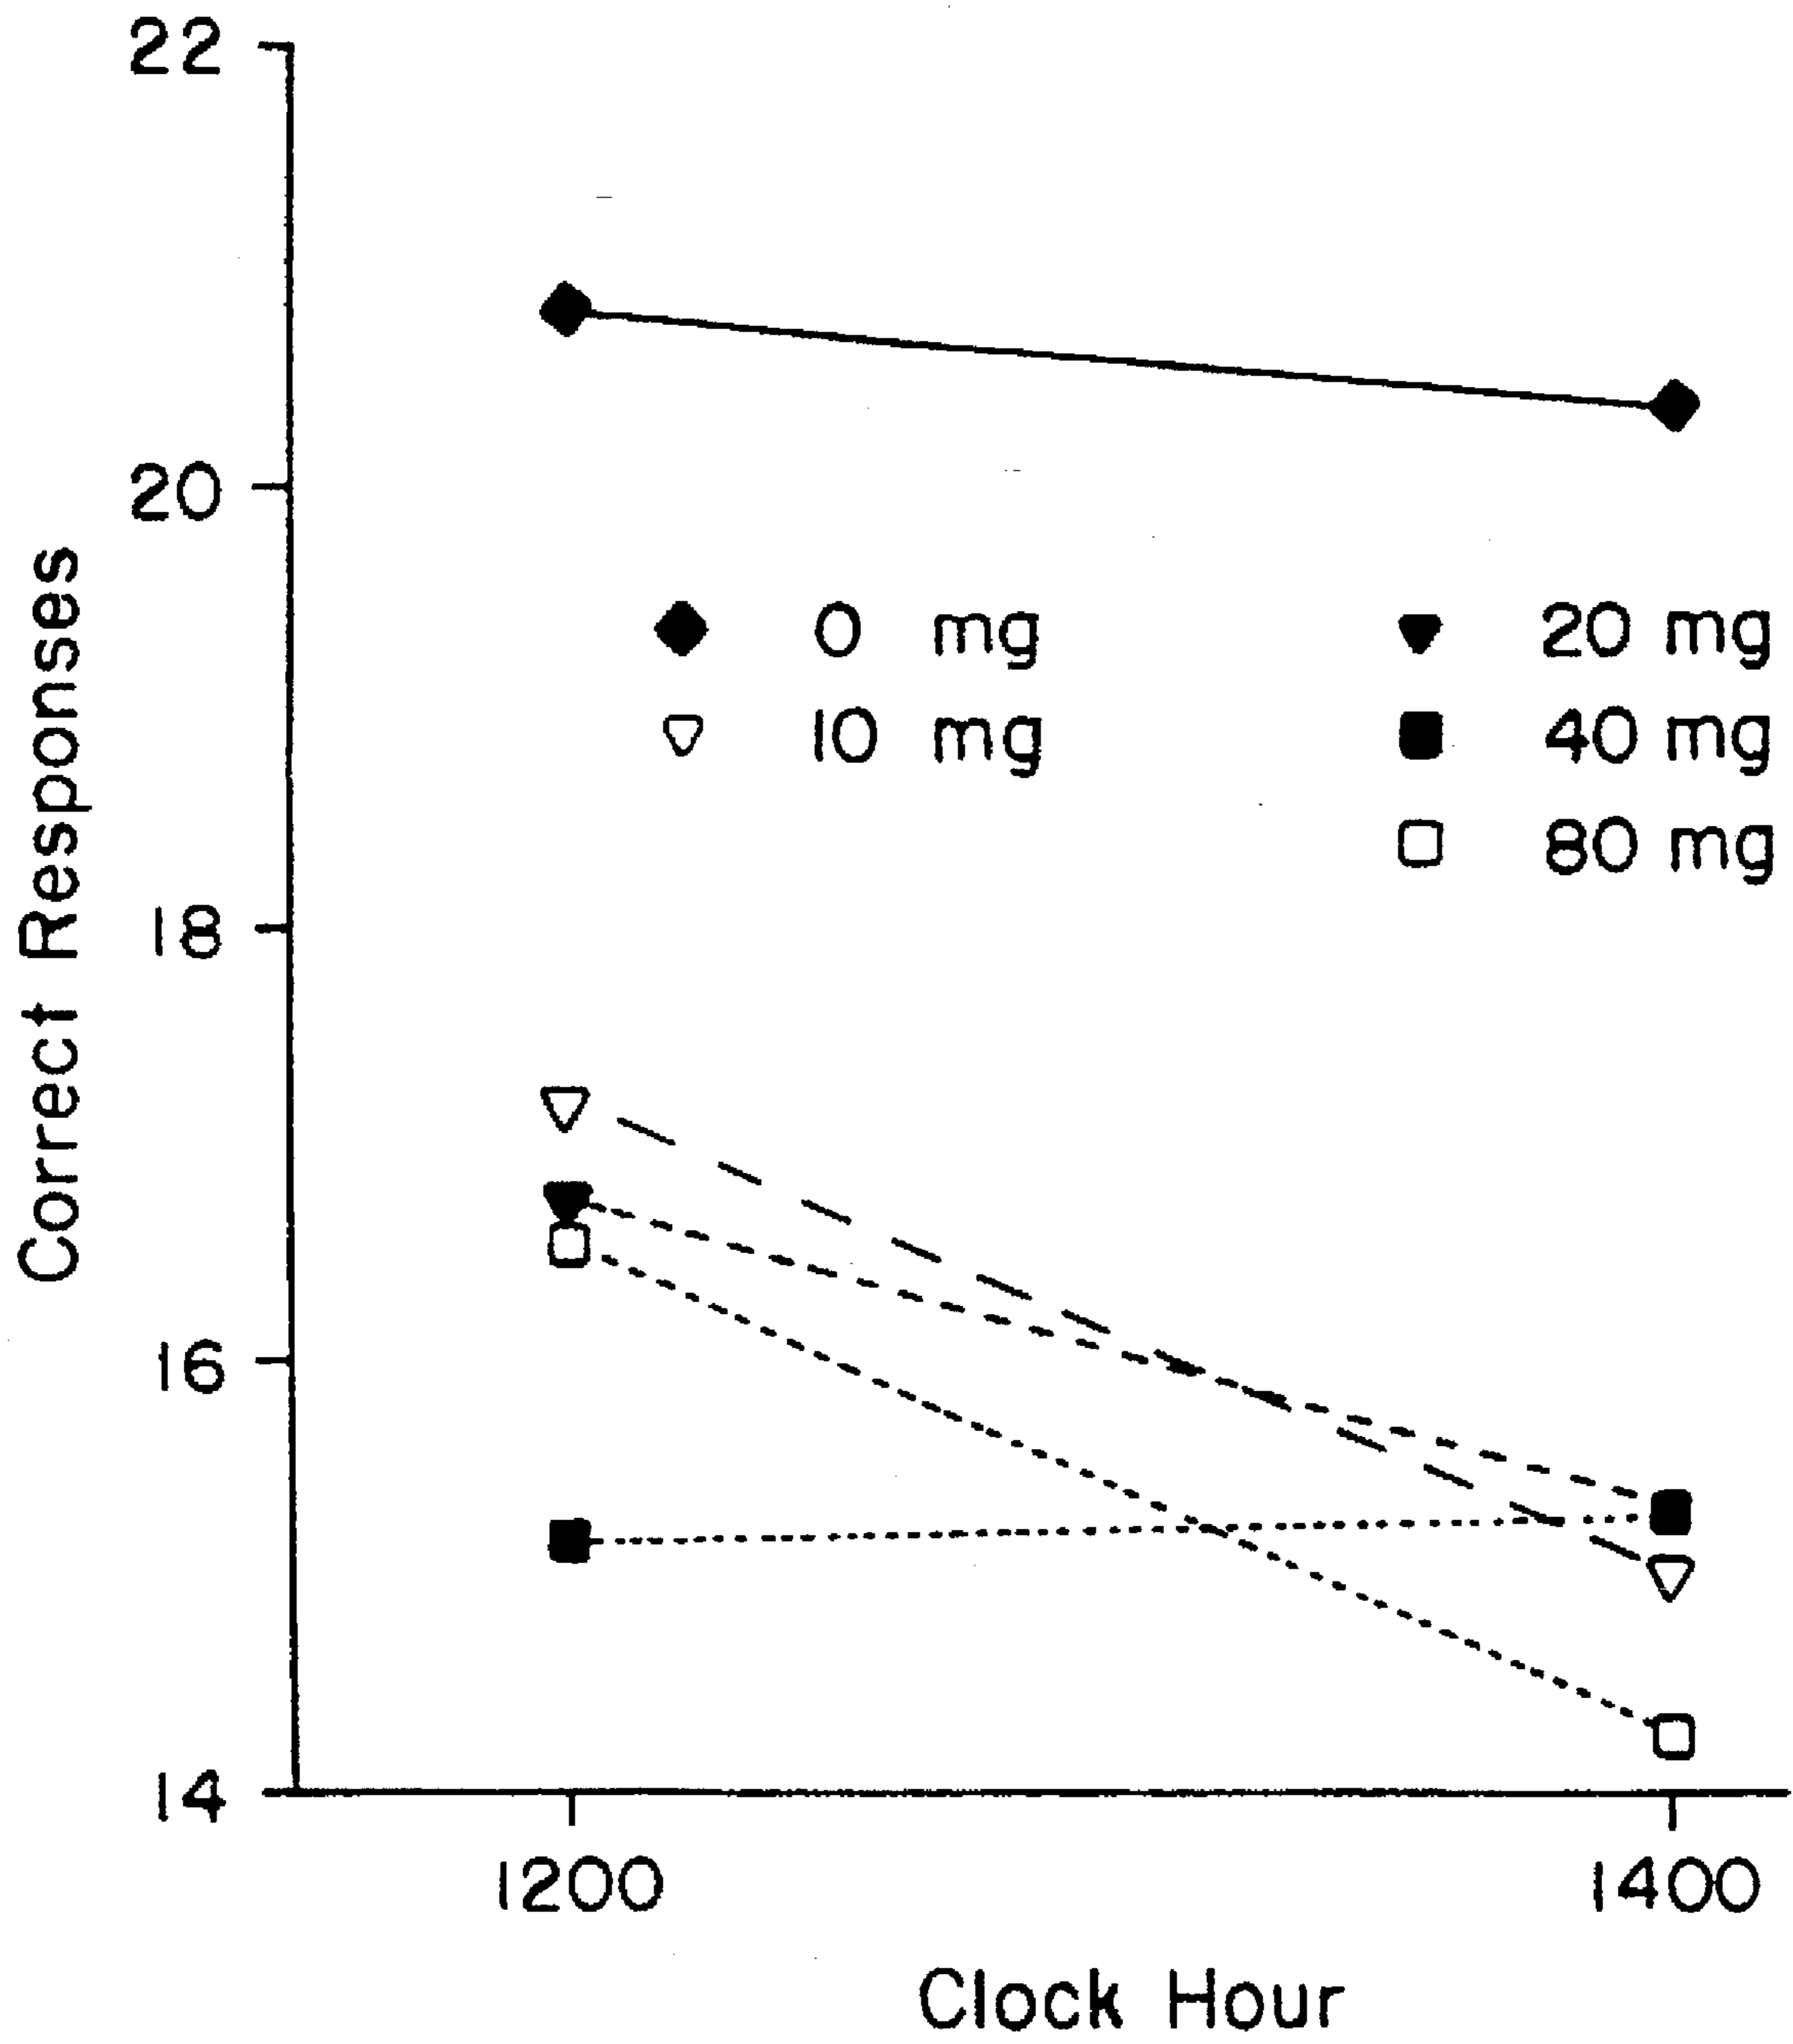 22
20
18
16
14
Correct Responses
0 mg
10 mg
20 mg
40 mg
80 mg
1200
1400
Clock Hour